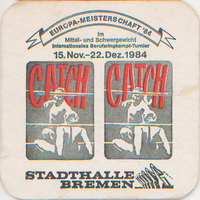 EUROPA-MEISTERSCHAFT '84
im
Mittel- und Schwergewicht
Internationales Berufsringkampf-Turnier
15. Nov.-22. Dez. 1984
CATCH CATCH
STADTHALLE
BREMEN